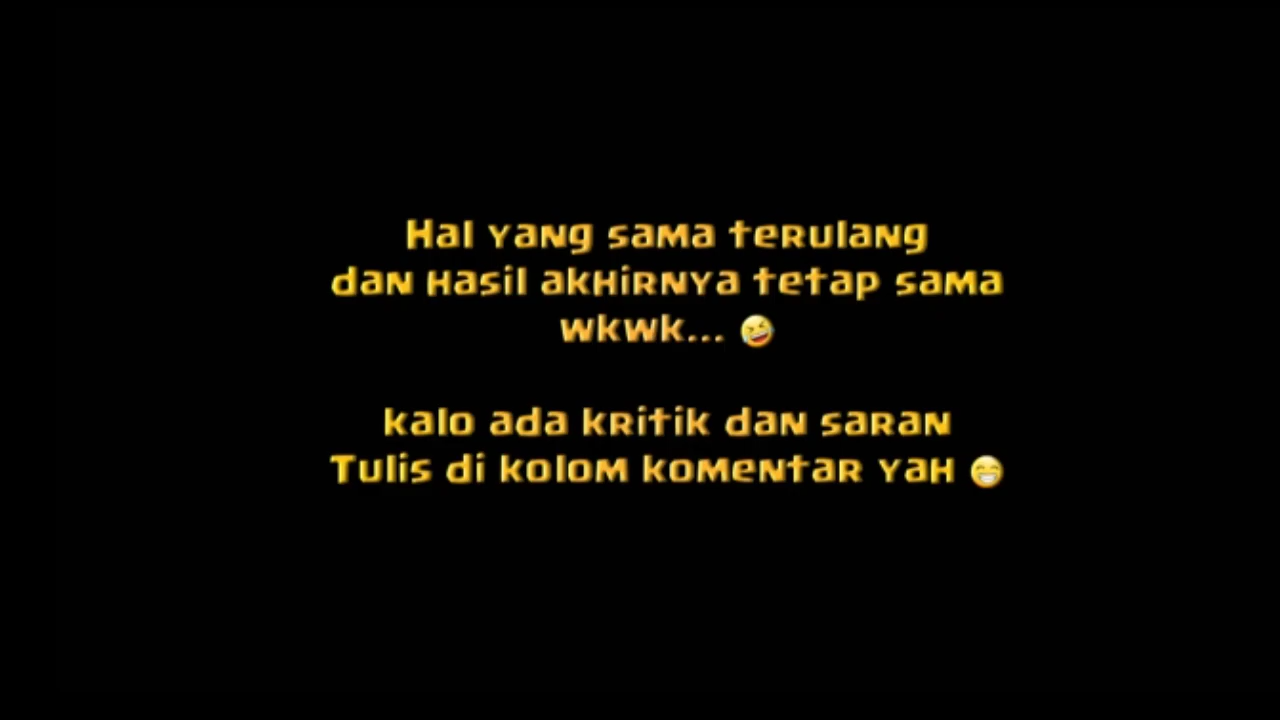 Hal yang sama terulang
dan hasil akhirnya tetap sama
wkwk... 🤣
kalo ada kritik dan saran
Tulis di kolom komentar yah 😁